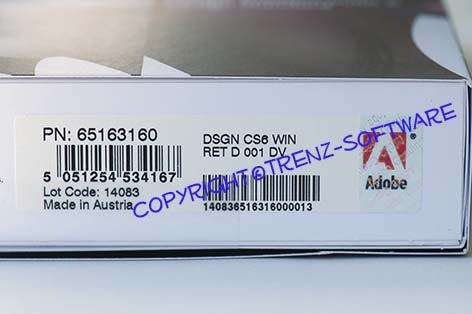 PN: 65163160
5 051254 534167
Lot Code: 14083
Made in Austria
DSGN CS6 WIN
RET D 001 DV
140836516316000013
Adobe
COPYRIGHT©TRENZ-SOFTWARE